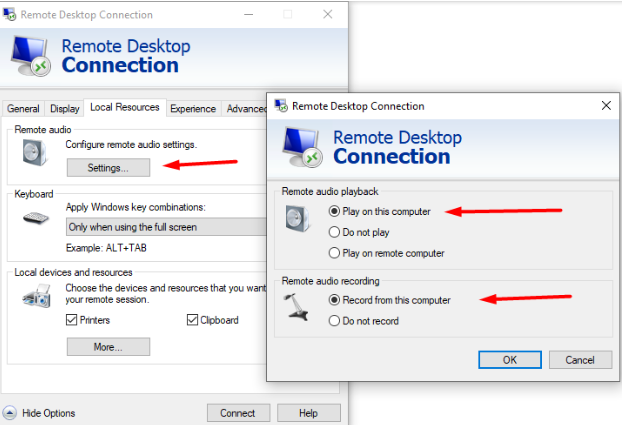 Remote Desktop Connection
Remote Desktop
Connection
General Display Local Resources Experience Advanced
Remote audio
Configure remote audio settings.
Settings...
Keyboard
Apply Windows key combinations:
Only when using the full screen
Example: ALT+TAB
Local devices and resources
Choose the devices and resources that you want
your remote session.
Printers
Clipboard
More...
Hide Options
Connect
Help
Remote Desktop Connection
Remote Desktop
Connection
Remote audio playback
Play on this computer
Do not play
Play on remote computer
Remote audio recording
Record from this computer
Do not record
OK
Cancel